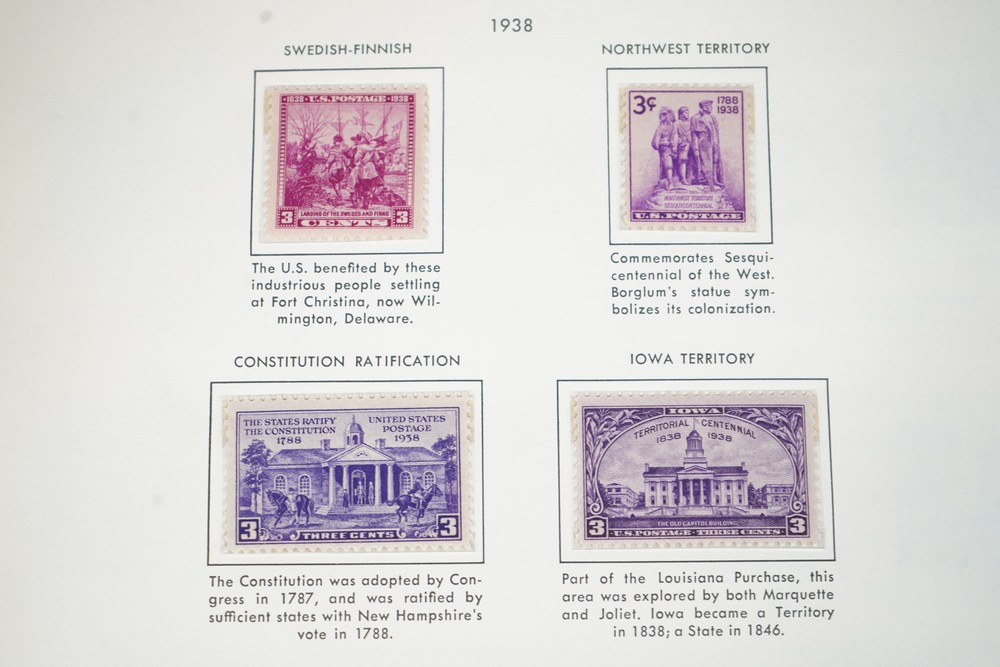 1938
SWEDISH-FINNISH
1638 · U.S. POSTAGE · 1938
LANDING OF THE SWEDES AND FINNS
3 CENTS 3
The U.S. benefited by these
industrious people settling
at Fort Christina, now Wil-
mington, Delaware.
NORTHWEST TERRITORY
3¢ 1788
1938
NORTHWEST TERRITORY
SESQUICENTENNIAL
U.S. POSTAGE
Commemorates Sesqui-
centennial of the West.
Borglum's statue sym-
bolizes its colonization.
CONSTITUTION RATIFICATION
THE STATES RATIFY
THE CONSTITUTION
1788
UNITED STATES
POSTAGE
1938
3 THREE CENTS 3
The Constitution was adopted by Con-
gress in 1787, and was ratified by
sufficient states with New Hampshire's
vote in 1788.
IOWA TERRITORY
IOWA
TERRITORIAL CENTENNIAL
1838 1938
THE OLD CAPITOL BUILDING
3 U.S. POSTAGE · THREE CENTS 3
Part of the Louisiana Purchase, this
area was explored by both Marquette
and Joliet. Iowa became a Territory
in 1838; a State in 1846.